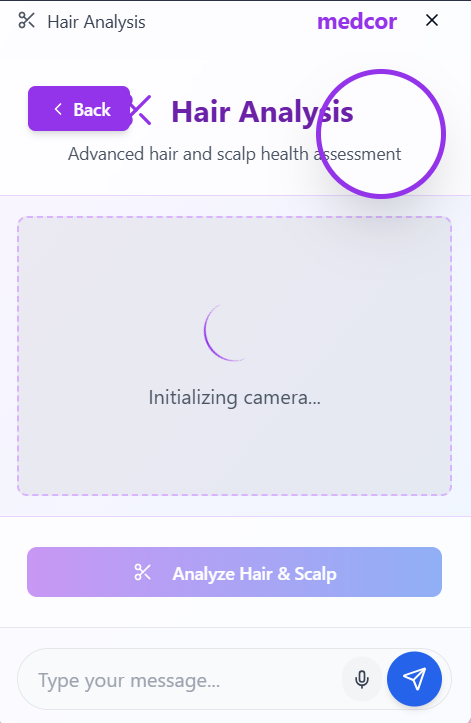 Hair Analysis
medcor
Back
Hair Analysis
Advanced hair and scalp health assessment
Initializing camera...
Analyze Hair & Scalp
Type your message...